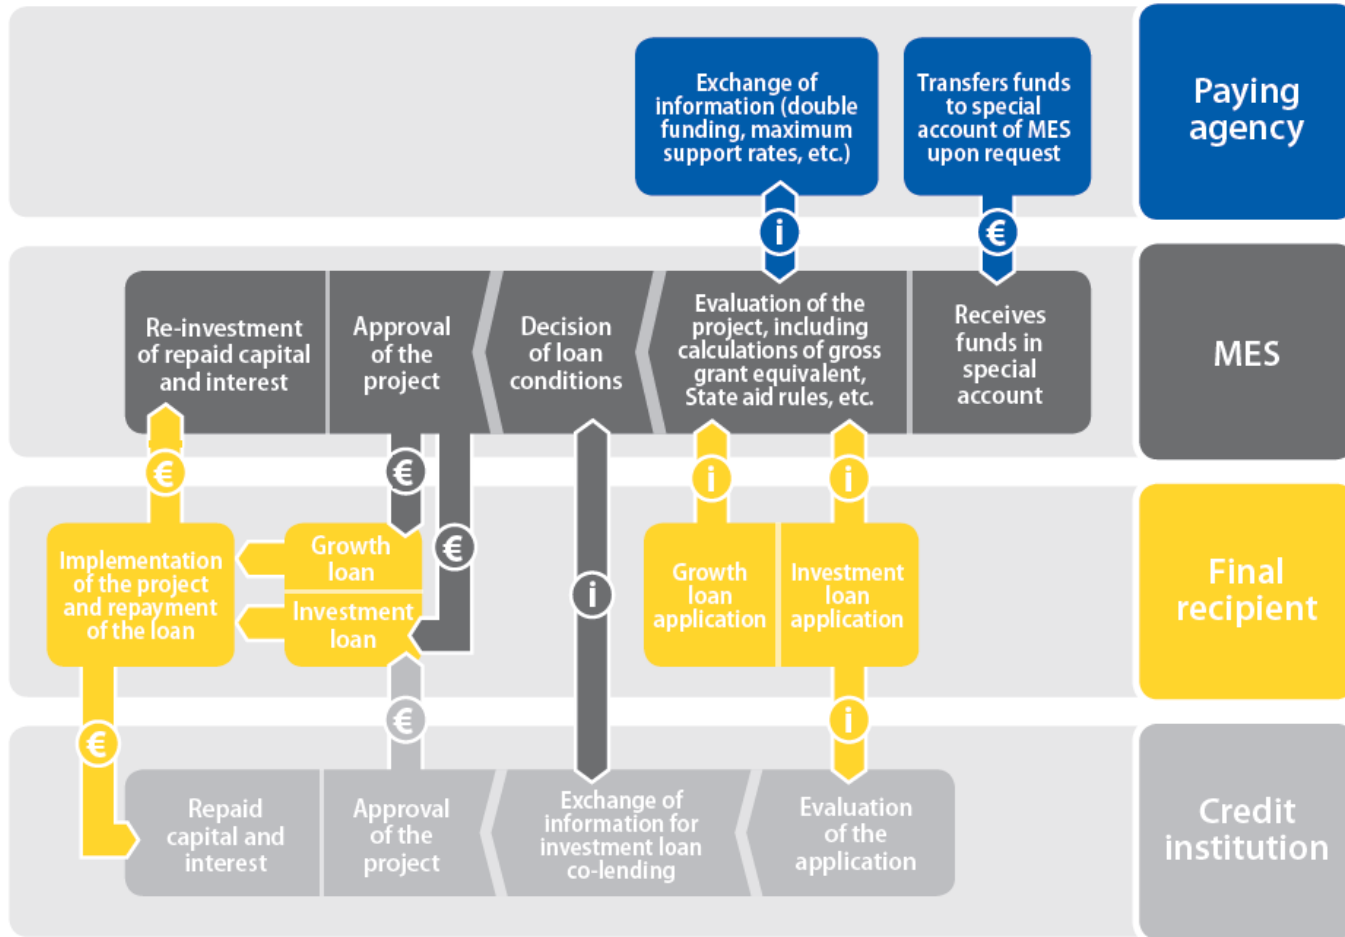 Exchange of
information (double
funding, maximum
support rates, etc.)
Transfers funds
to special
account of MES
upon request
Paying
agency
i
€
Re-investment
of repaid capital
and interest
Approval
of the
project
Decision
of loan
conditions
Evaluation of the
project, including
calculations of gross
grant equivalent,
State aid rules, etc.
Receives
funds in
special
account
MES
€
€
€
i
i
i
Implementation
of the project
and repayment
of the loan
Growth
loan
Investment
loan
Growth
loan
application
Investment
loan
application
Final
recipient
€
€
i
Repaid
capital and
interest
Approval
of the
project
Exchange of
information for
investment loan
co-lending
Evaluation
of the
application
Credit
institution